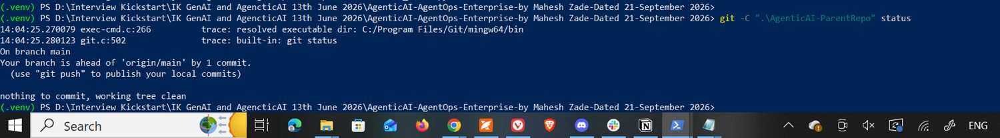 (.venv) PS D:\Interview Kickstart\IK GenAI and AgencticAI 13th June 2026\AgenticAI-AgentOps-Enterprise-by Mahesh Zade-Dated 21-September 2026>
(.venv) PS D:\Interview Kickstart\IK GenAI and AgencticAI 13th June 2026\AgenticAI-AgentOps-Enterprise-by Mahesh Zade-Dated 21-September 2026> git -C ".\AgenticAI-ParentRepo" status
14:04:25.270079 exec-cmd.c:266          trace: resolved executable dir: C:/Program Files/Git/mingw64/bin
14:04:25.280123 git.c:502               trace: built-in: git status
On branch main
Your branch is ahead of 'origin/main' by 1 commit.
  (use "git push" to publish your local commits)
nothing to commit, working tree clean
(.venv) PS D:\Interview Kickstart\IK GenAI and AgencticAI 13th June 2026\AgenticAI-AgentOps-Enterprise-by Mahesh Zade-Dated 21-September 2026>
Search
ENG